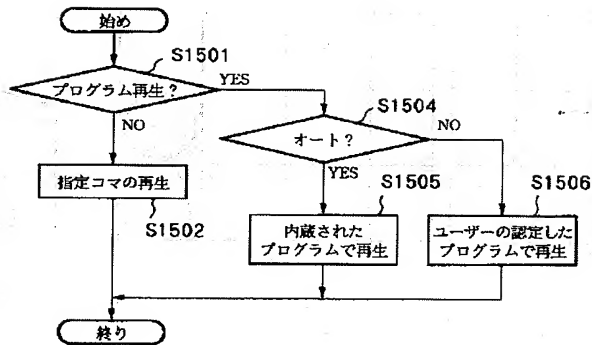 始め
S1501
プログラム再生?
YES
NO
S1504
オート?
NO
YES
指定コマの再生
S1502
S1505
内蔵された
プログラムで再生
S1506
ユーザーの認定した
プログラムで再生
終り